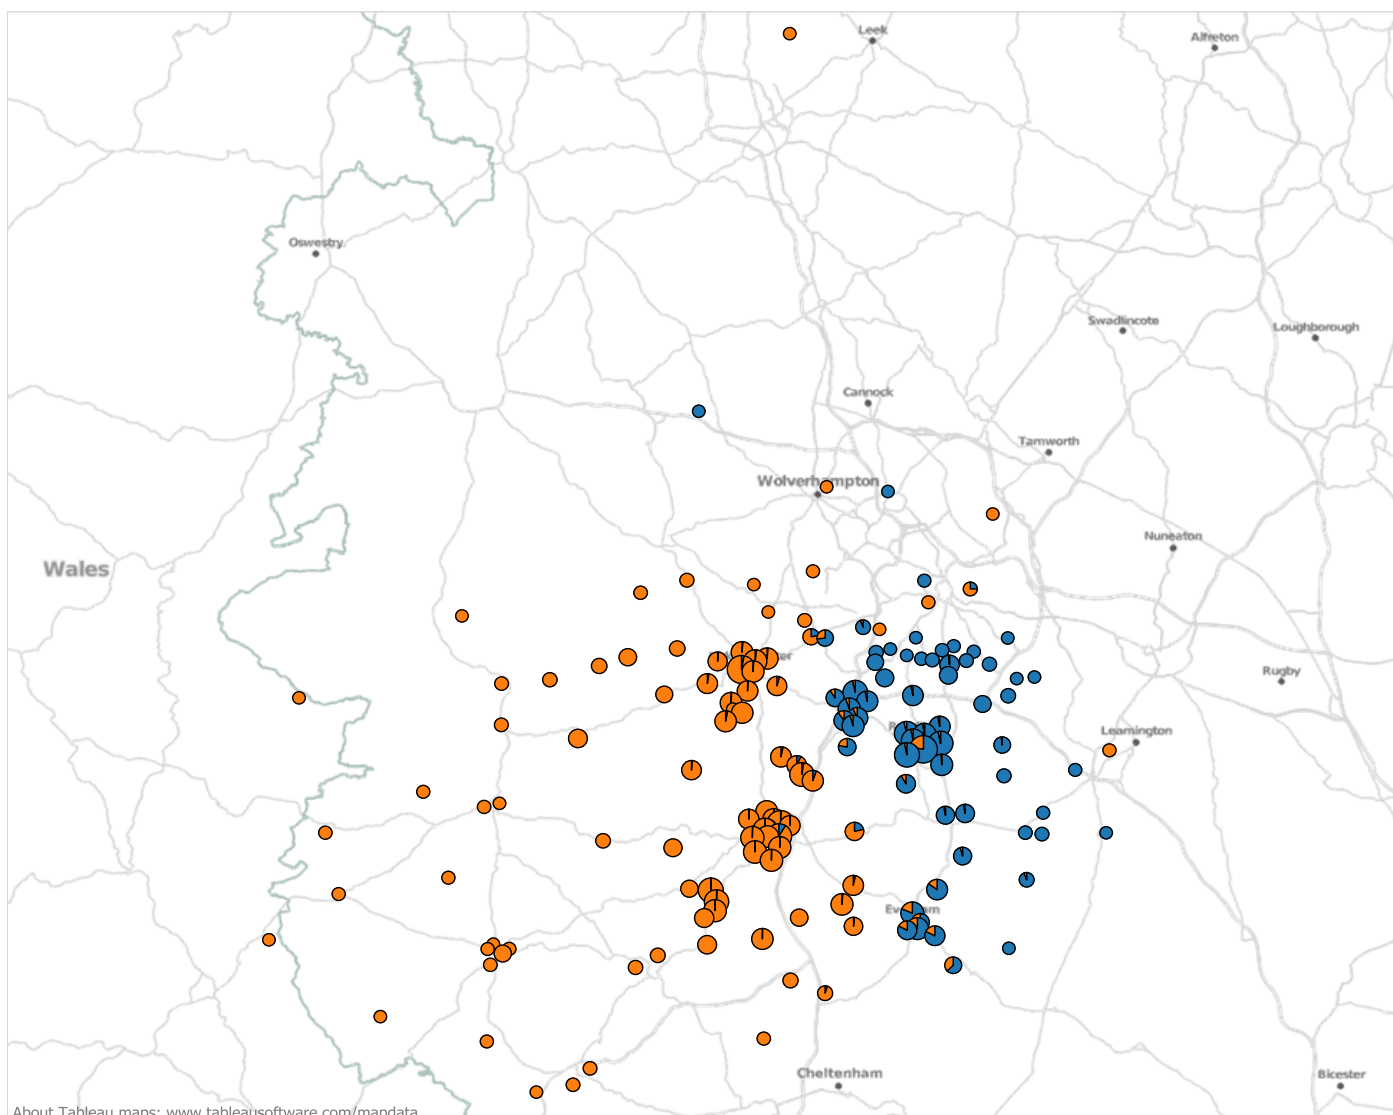 Leek
Alfreton
Oswestry
Swadlincote
Loughborough
Cannock
Tamworth
Wolverhampton
Nuneaton
Wales
Rugby
Leamington
Cheltenham
Bicester
About Tableau maps: www.tableausoftware.com/mapdata